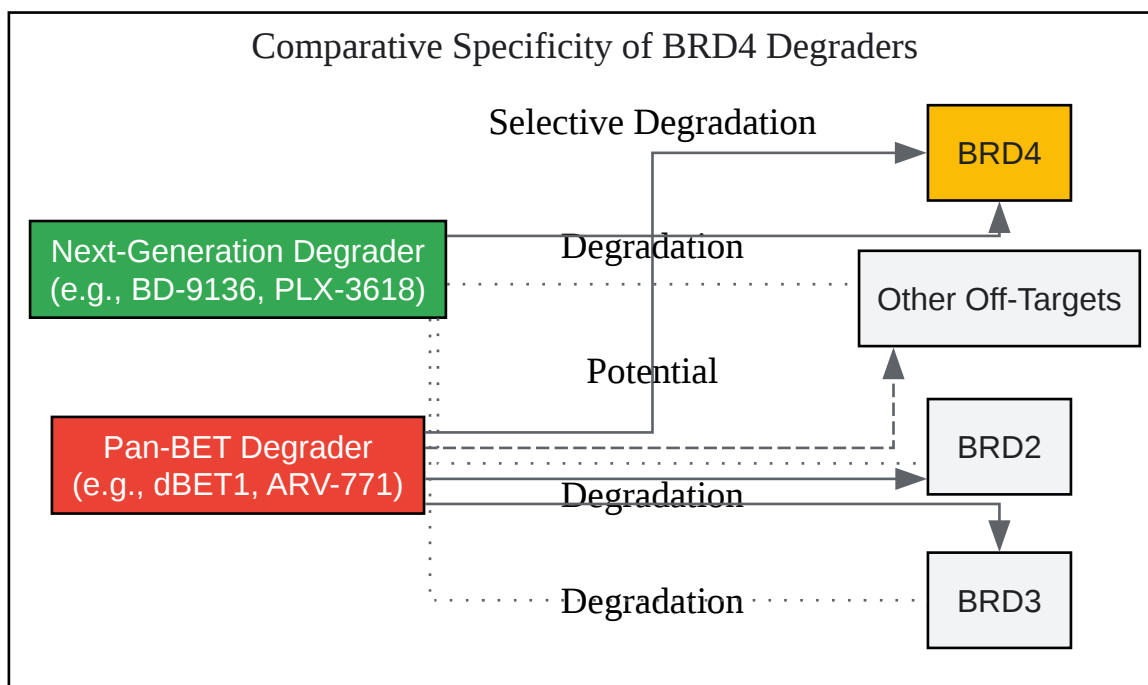 Comparative Specificity of BRD4 Degraders
Selective Degradation
BRD4
Next-Generation Degrader
(e.g., BD-9136, PLX-3618)
Degradation
Other Off-Targets
Potential
Pan-BET Degrader
(e.g., dBET1, ARV-771)
BRD2
Degradation
Degradation
BRD3